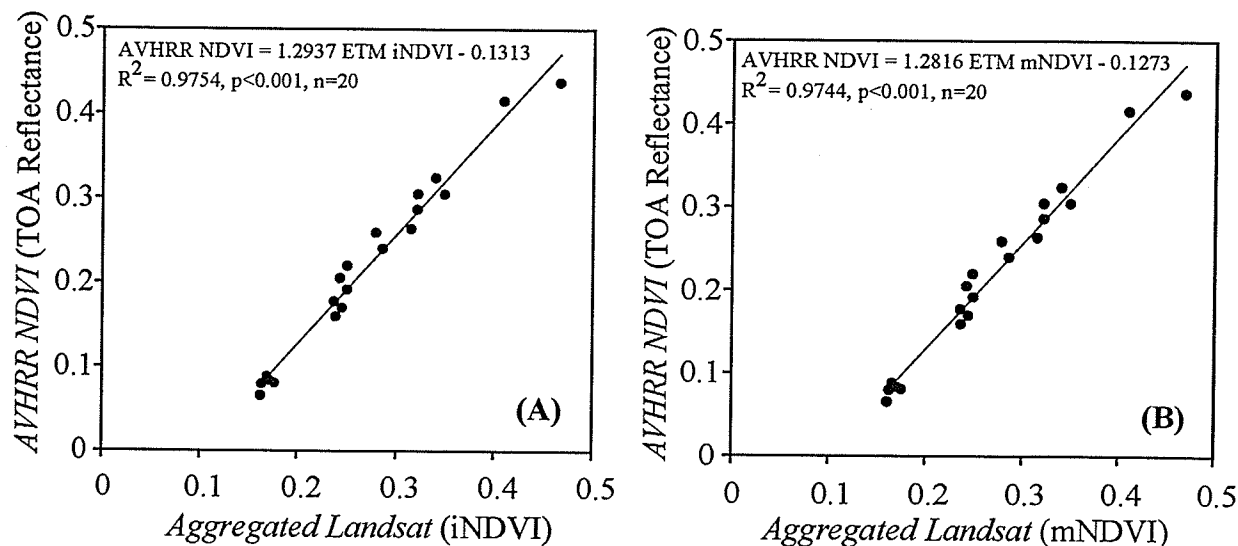 AVHRR NDVI = 1.2937 ETM iNDVI - 0.1313
R² = 0.9754, p<0.001, n=20
AVHRR NDVI (TOA Reflectance)
0.5
0.4
0.3
0.2
0.1
0
(A)
0 0.1 0.2 0.3 0.4 0.5
Aggregated Landsat (iNDVI)
AVHRR NDVI = 1.2816 ETM mNDVI - 0.1273
R² = 0.9744, p<0.001, n=20
AVHRR NDVI (TOA Reflectance)
0.5
0.4
0.3
0.2
0.1
0
(B)
0 0.1 0.2 0.3 0.4 0.5
Aggregated Landsat (mNDVI)